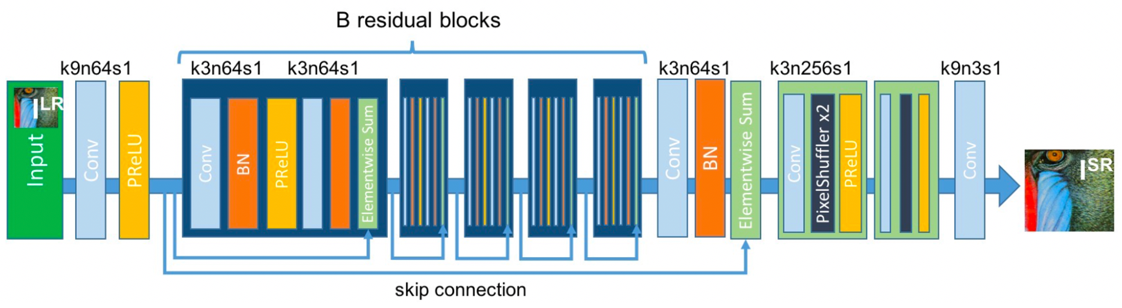 B residual blocks
k9n64s1
k3n64s1
k3n64s1
k3n64s1
k3n256s1
k9n3s1
I LR
Input
Conv
PReLU
Conv
BN
PReLU
Elementwise Sum
Conv
BN
Elementwise Sum
Conv
PixelShuffler x2
PReLU
Conv
I SR
skip connection